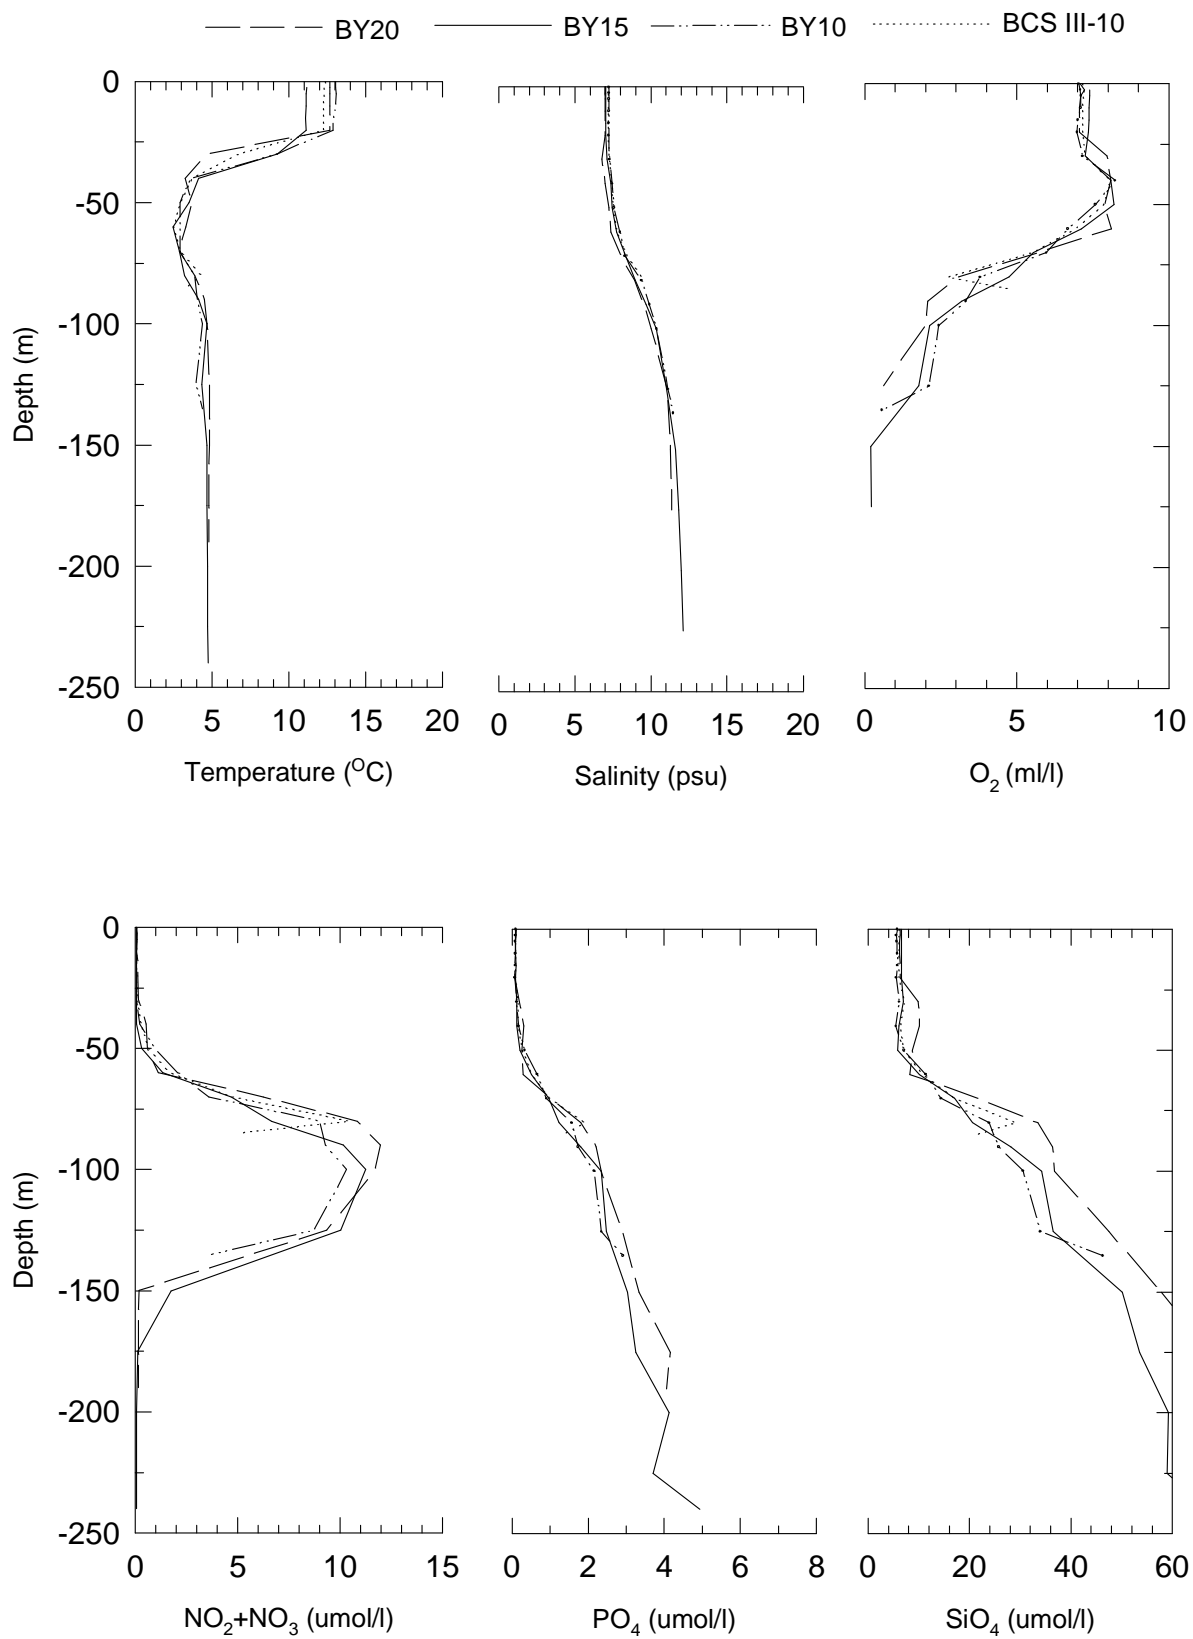 BY20 BY15 BY10 BCS III-10
0
-50
-100
-150
-200
-250
Depth (m)
0 5 10 15 20
Temperature (°C)
0 5 10 15 20
Salinity (psu)
0 5 10
O₂ (ml/l)
0
-50
-100
-150
-200
-250
Depth (m)
0 5 10 15
NO₂+NO₃ (umol/l)
0 2 4 6 8
PO₄ (umol/l)
0 20 40 60
SiO₄ (umol/l)